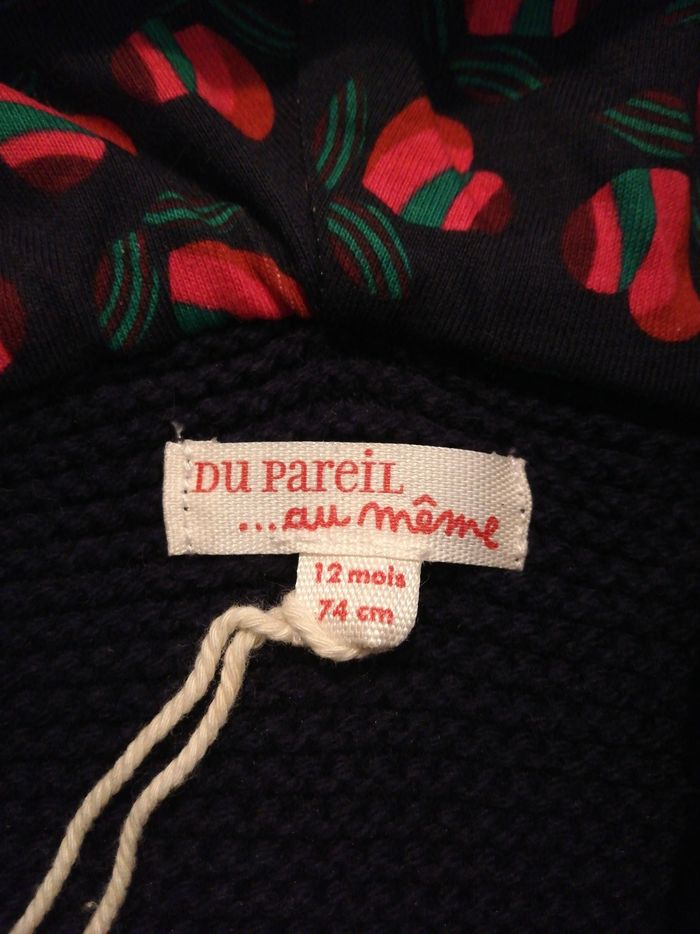 DU PAREIL
...au même
12 mois
74 cm